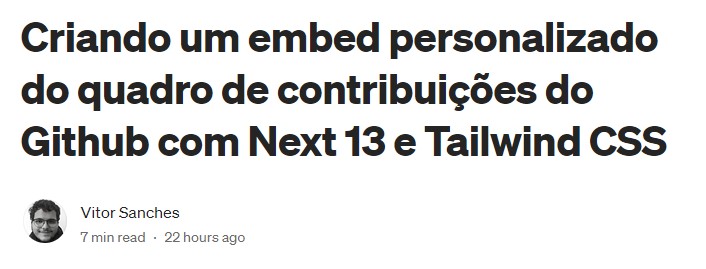 Criando um embed personalizado
do quadro de contribuições do
Github com Next 13 e Tailwind CSS
Vitor Sanches
7 min read · 22 hours ago